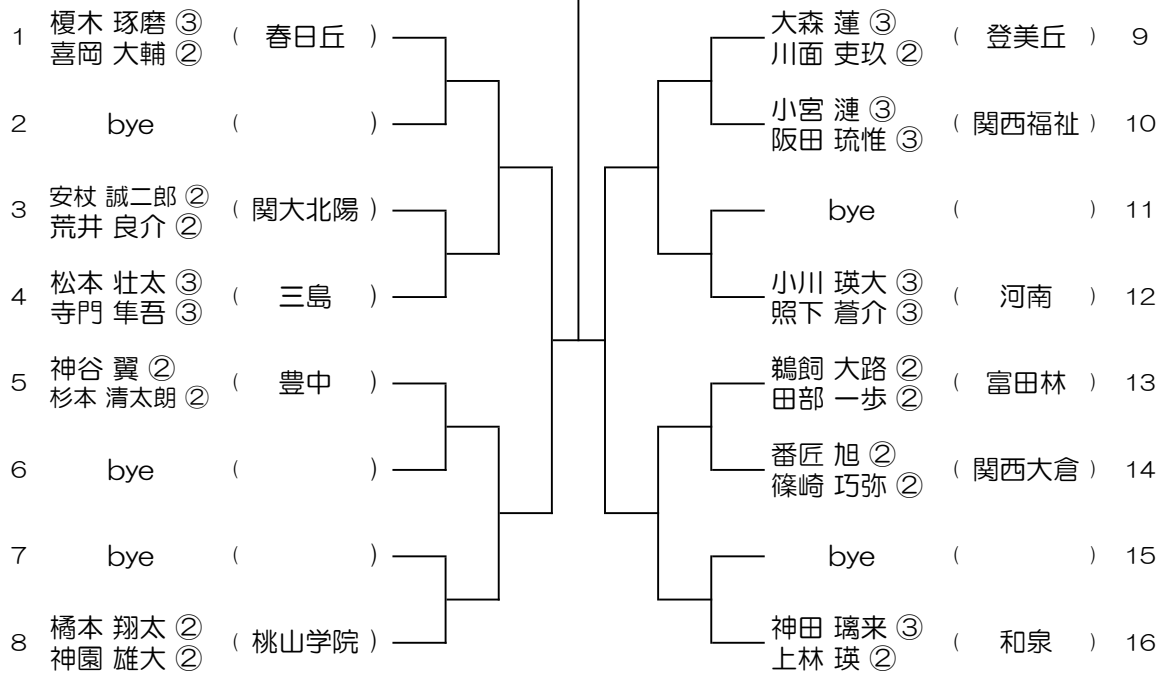 1 榎木 琢磨 ③
喜岡 大輔 ② ( 春日丘 )
2 bye ( )
3 安杖 誠二郎 ②
荒井 良介 ② ( 関大北陽 )
4 松本 壮太 ③
寺門 隼吾 ③ ( 三島 )
5 神谷 翼 ②
杉本 清太朗 ② ( 豊中 )
6 bye ( )
7 bye ( )
8 橘本 翔太 ②
神園 雄大 ② ( 桃山学院 )
大森 蓮 ③
川面 吏玖 ② ( 登美丘 ) 9
小宮 漣 ③
阪田 琉惟 ③ ( 関西福祉 ) 10
bye ( ) 11
小川 瑛大 ③
照下 蒼介 ③ ( 河南 ) 12
鵜飼 大路 ②
田部 一歩 ② ( 富田林 ) 13
番匠 旭 ②
篠崎 巧弥 ② ( 関西大倉 ) 14
bye ( ) 15
神田 璃来 ③
上林 瑛 ② ( 和泉 ) 16